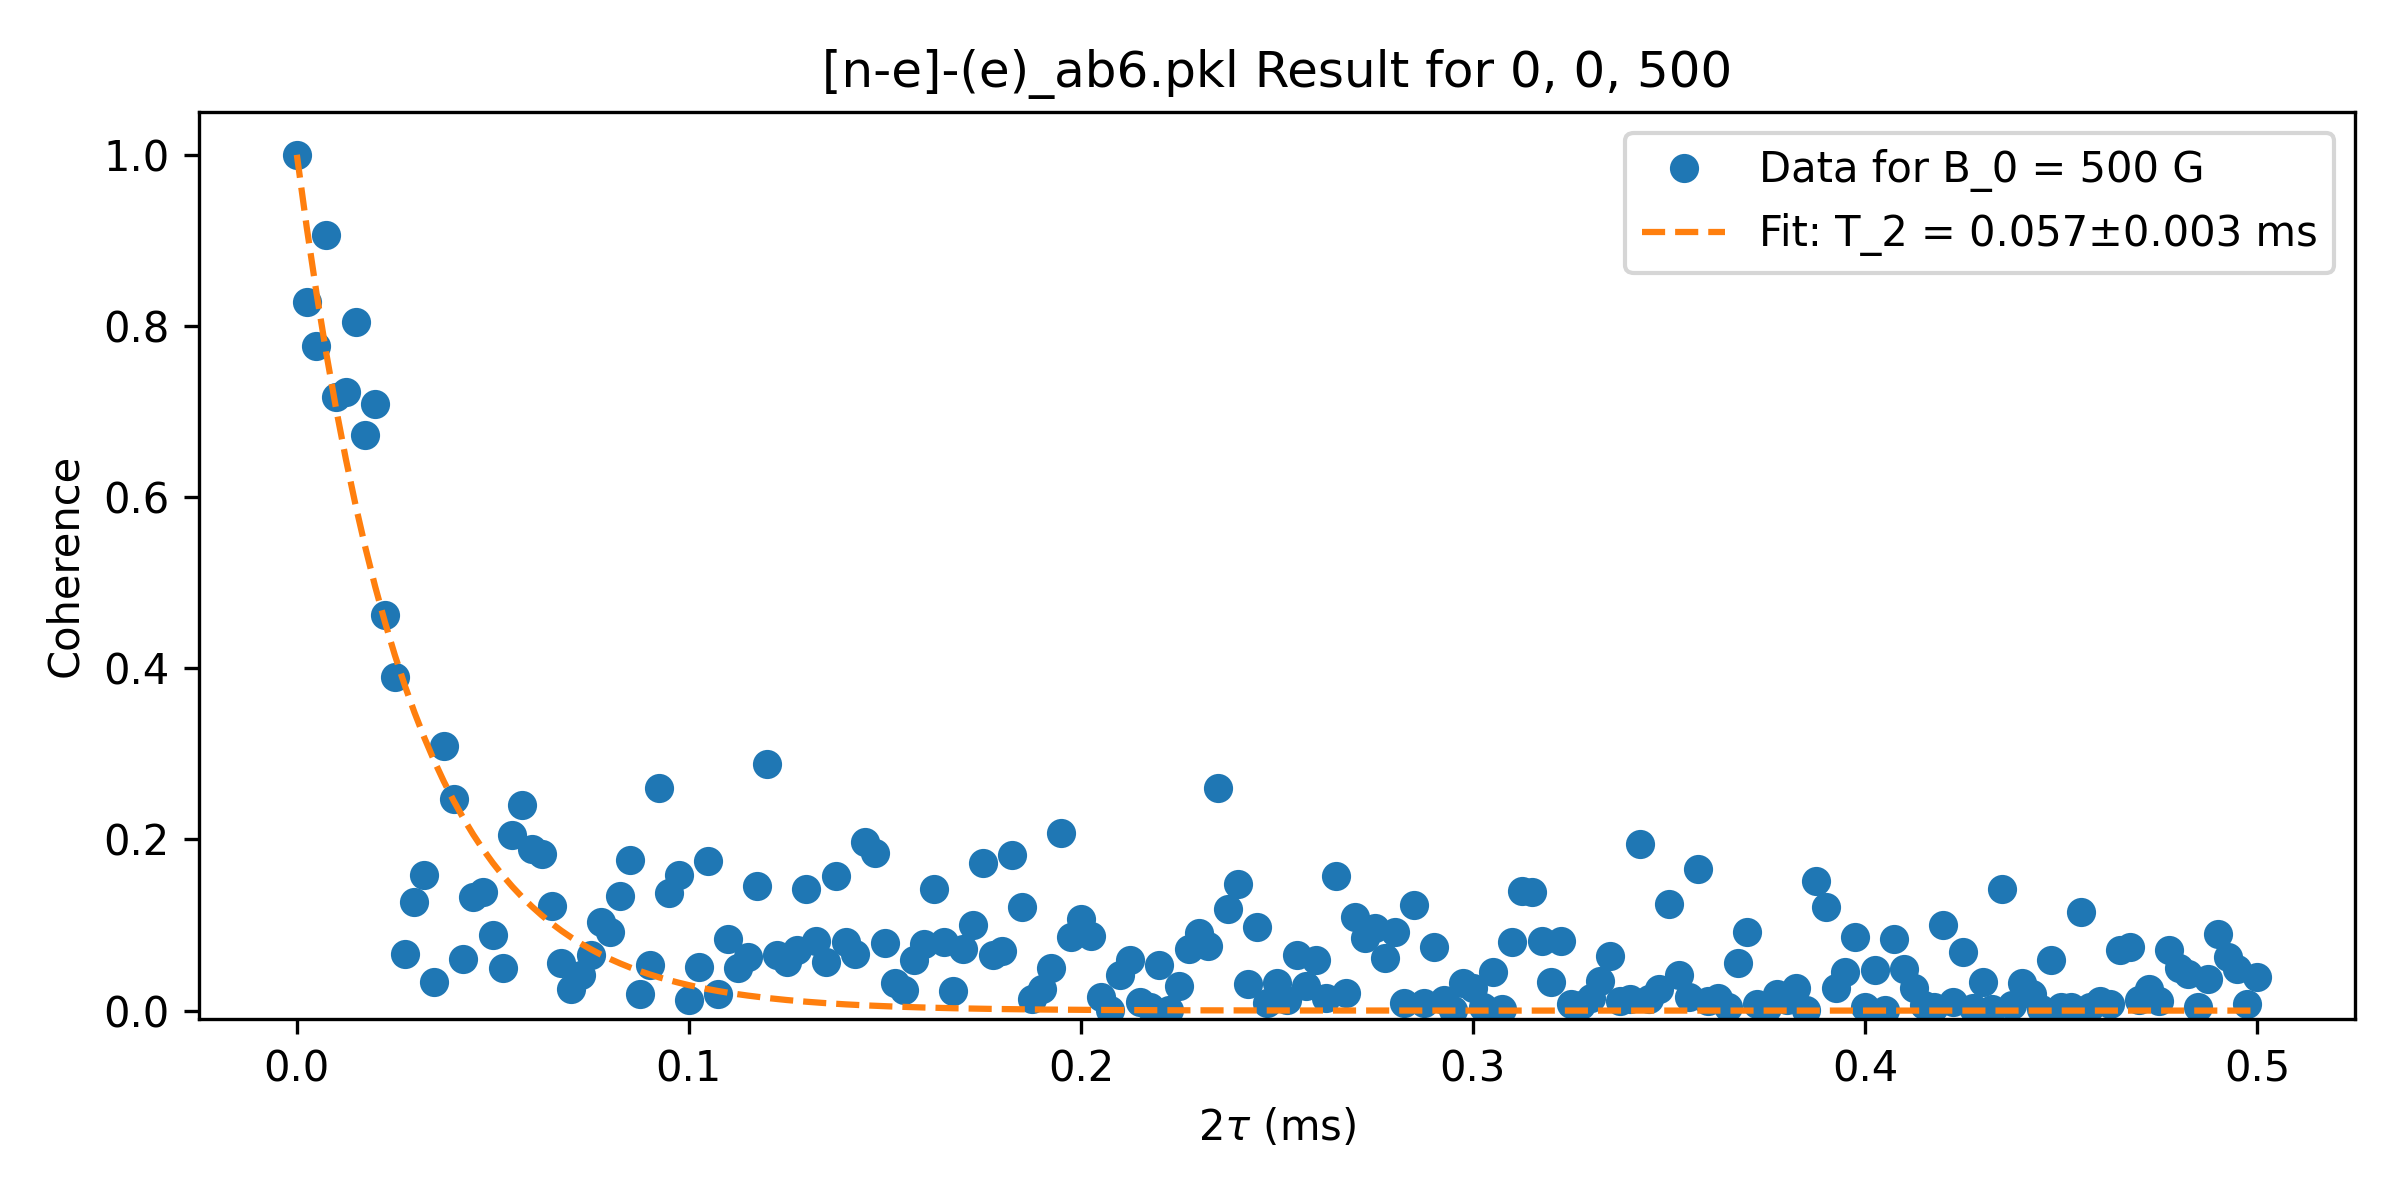 [n-e]-(e)_ab6.pkl Result for 0, 0, 500
Data for B_0 = 500 G
Fit: T_2 = 0.057±0.003 ms
Coherence
1.0
0.8
0.6
0.4
0.2
0.0
0.0 0.1 0.2 0.3 0.4 0.5
2τ (ms)